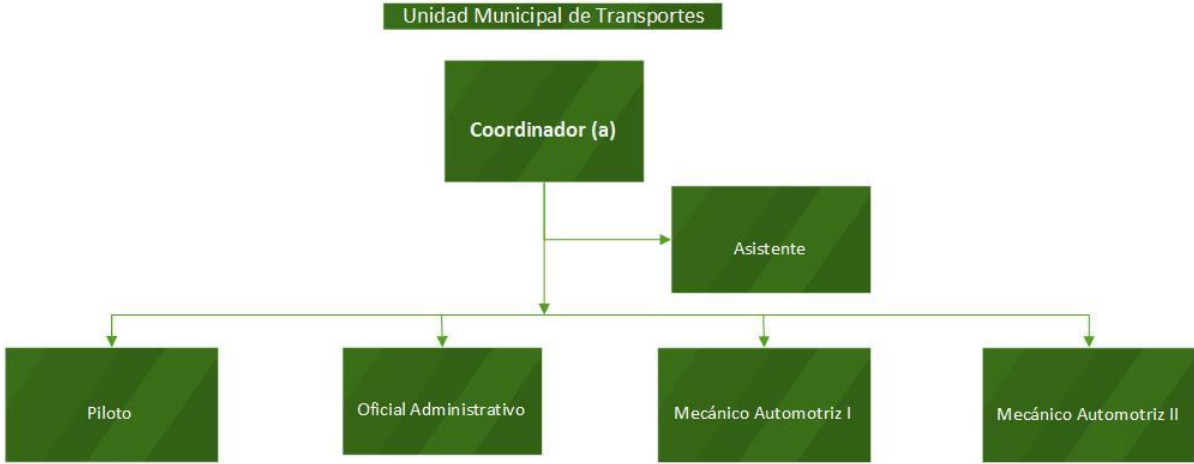 Unidad Municipal de Transportes
Coordinador (a)
Asistente
Piloto
Oficial Administrativo
Mecánico Automotriz I
Mecánico Automotriz II